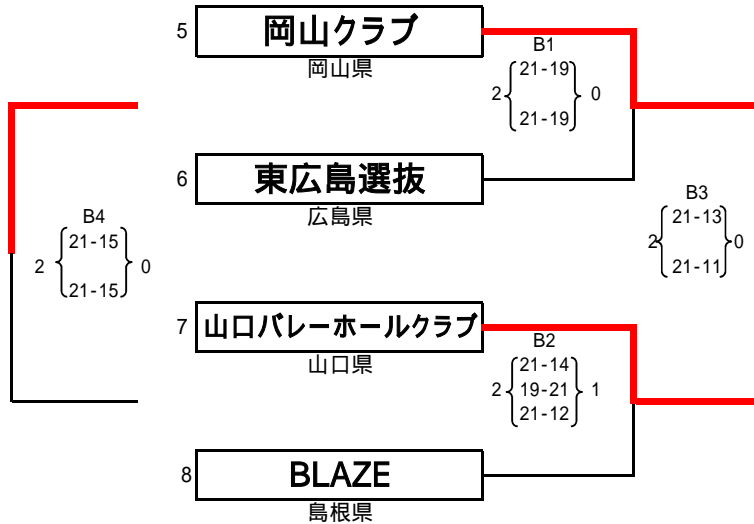 5 岡山クラブ
岡山県
B1
21-19
2 0
21-19
6 東広島選抜
広島県
B4
21-15
2 0
21-15
B3
21-13
2 0
21-11
7 山口バレーホールクラブ
山口県
B2
21-14
2 19-21 1
21-12
8 BLAZE
島根県